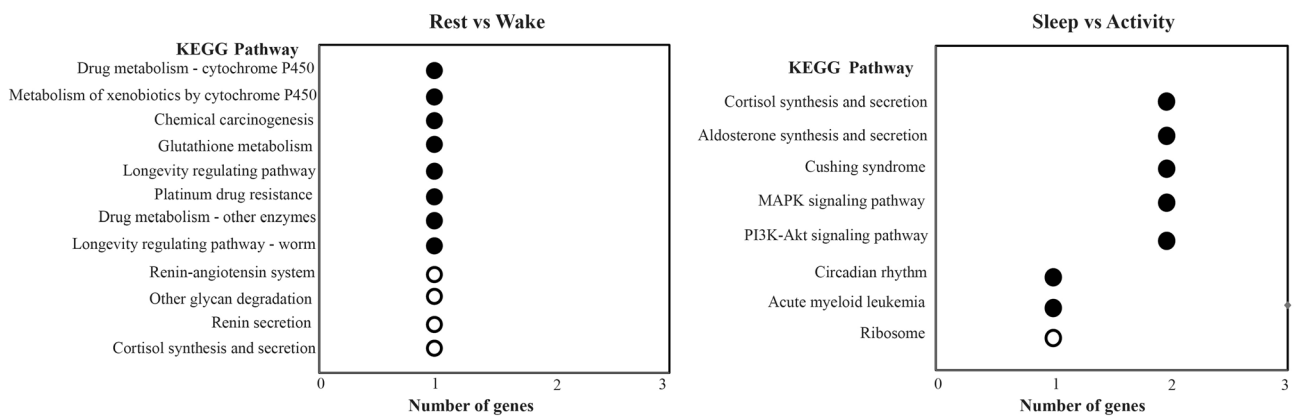 Rest vs Wake
KEGG Pathway
Drug metabolism - cytochrome P450
Metabolism of xenobiotics by cytochrome P450
Chemical carcinogenesis
Glutathione metabolism
Longevity regulating pathway
Platinum drug resistance
Drug metabolism - other enzymes
Longevity regulating pathway - worm
Renin-angiotensin system
Other glycan degradation
Renin secretion
Cortisol synthesis and secretion
0 1 2 3
Number of genes
Sleep vs Activity
KEGG Pathway
Cortisol synthesis and secretion
Aldosterone synthesis and secretion
Cushing syndrome
MAPK signaling pathway
PI3K-Akt signaling pathway
Circadian rhythm
Acute myeloid leukemia
Ribosome
0 1 2 3
Number of genes